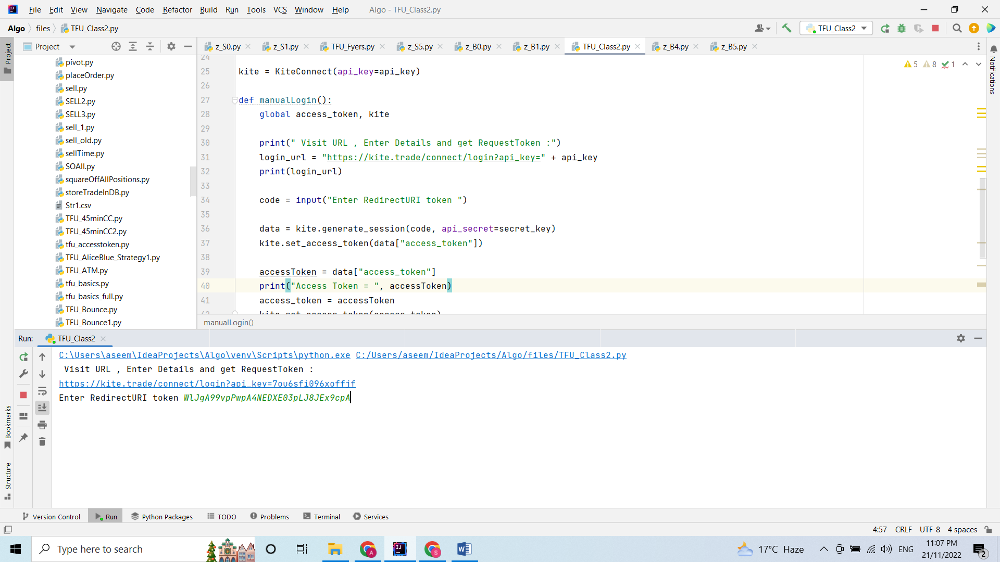 File Edit View Navigate Code Refactor Build Run Tools VCS Window Help Algo - TFU_Class2.py
Algo files TFU_Class2.py TFU_Class2
Project z_S0.py z_S1.py TFU_Fyers.py z_S5.py z_B0.py z_B1.py TFU_Class2.py z_B4.py z_B5.py
Project
Notifications
pivot.py
placeOrder.py
sell.py
SELL2.py
SELL3.py
sell_1.py
sell_old.py
sellTime.py
SOAll.py
squareOffAllPositions.py
storeTradeInDB.py
Str1.csv
TFU_45minCC.py
TFU_45minCC2.py
tfu_accesstoken.py
TFU_AliceBlue_Strategy1.py
TFU_ATM.py
tfu_basics.py
tfu_basics_full.py
TFU_Bounce.py
TFU_Bounce1.py
5 8 1
24
25 kite = KiteConnect(api_key=api_key)
26
27 def manualLogin():
28 global access_token, kite
29
30 print(" Visit URL , Enter Details and get RequestToken :")
31 login_url = "https://kite.trade/connect/login?api_key=" + api_key
32 print(login_url)
33
34 code = input("Enter RedirectURI token ")
35
36 data = kite.generate_session(code, api_secret=secret_key)
37 kite.set_access_token(data["access_token"])
38
39 accessToken = data["access_token"]
40 print("Access Token = ", accessToken)
41 access_token = accessToken
42 kite.set_access_token(access_token)
manualLogin()
Run: TFU_Class2
C:\Users\aseem\IdeaProjects\Algo\venv\Scripts\python.exe C:/Users/aseem/IdeaProjects/Algo/files/TFU_Class2.py
Visit URL , Enter Details and get RequestToken :
https://kite.trade/connect/login?api_key=7ou6sfi096xoffjf
Enter RedirectURI token WlJgA99vpPwpA4NEDXE03pLJ8JEx9cpA
Bookmarks
Structure
Version Control Run Python Packages TODO Problems Terminal Services
4:57 CRLF UTF-8 4 spaces
Type here to search
17°C Haze ENG
11:07 PM
21/11/2022
2